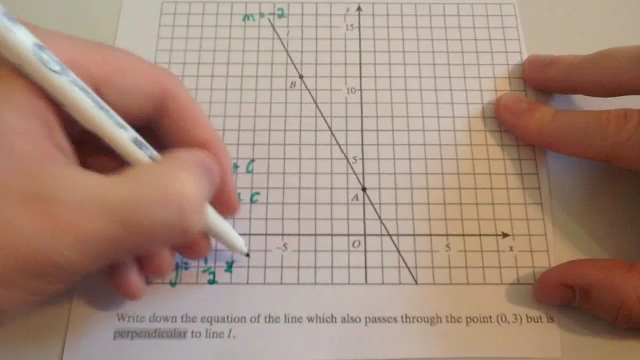 m = -2
y
15
B
10
5
+ C
A
+ C
-5
O
5
x
y = 1/2 x
Write down the equation of the line which also passes through the point (0, 3) but is
perpendicular to line l.